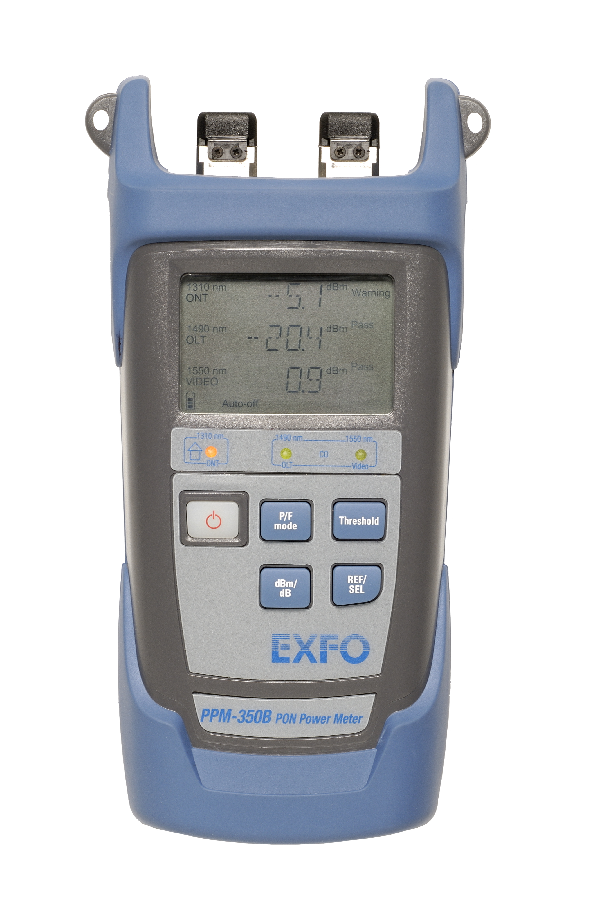 1310 nm
ONT
-5.1 dBm Warning
1490 nm
OLT
-20.4 dBm Pass
1550 nm
VIDEO
0.9 dBm Pass
Auto-off
1310 nm
ONT
1490 nm
1550 nm
OLT
Video
P/F
mode
Threshold
dBm/
dB
REF/
SEL
EXFO
PPM-350B PON Power Meter